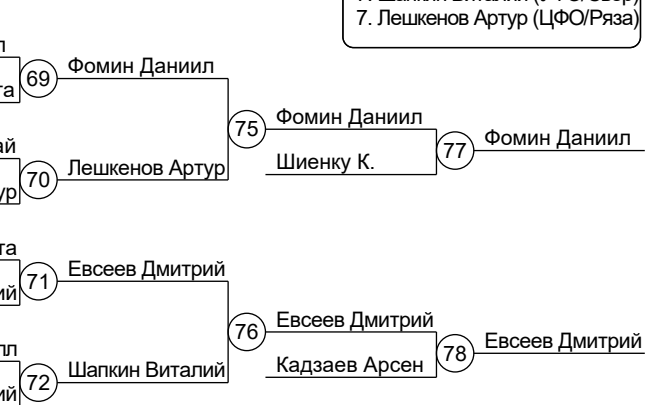 7. Лешкенов Артур (ЦФО/Ряза)
69
Фомин Даниил
75
Фомин Даниил
77
Фомин Даниил
70
Лешкенов Артур
Шиенку К.
71
Евсеев Дмитрий
76
Евсеев Дмитрий
78
Евсеев Дмитрий
72
Шапкин Виталий
Кадзаев Арсен